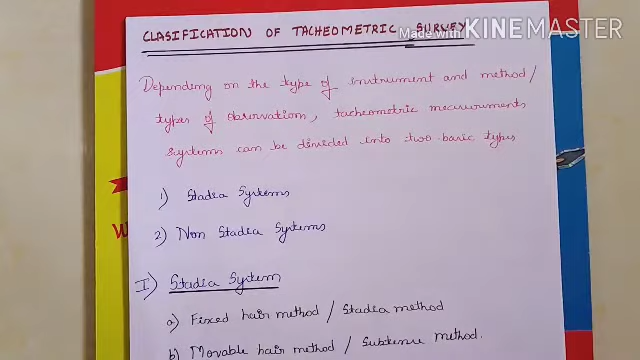 CLASIFICATION OF TACHEOMETRIC SURVEY
Made with KINEMASTER
Depending on the type of instrument and method/
types of obsrvation, tacheometric mecurments
systems can be divided into two basic types
1) Stadia Systems
2) Non Stadia Systems
I) Stadia System
a) Fixed hair method / Stadia method
b) Movable hair method / Subtense method.
W